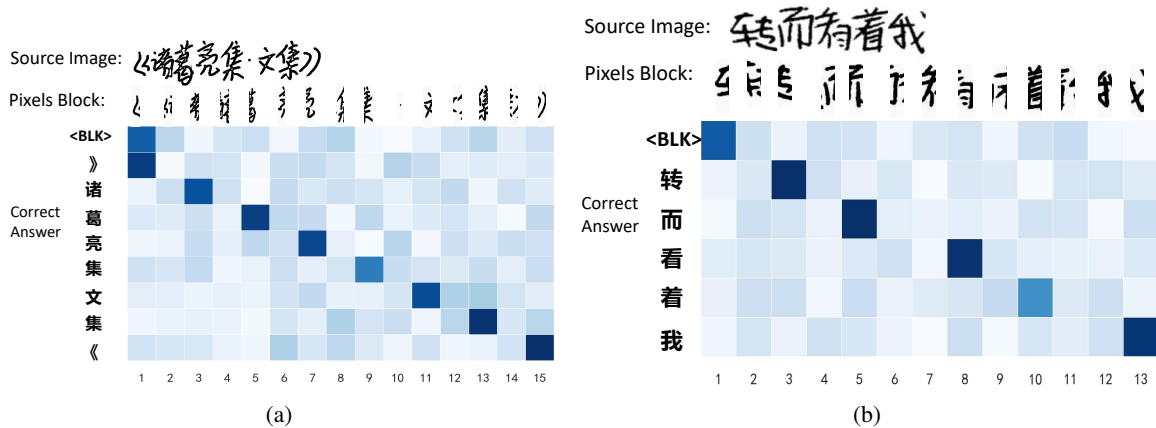 Source Image: 《诸葛亮集·文集》
Pixels Block:
<BLK>
》
诸
葛
亮
集
文
集
《
Correct
Answer
1 2 3 4 5 6 7 8 9 10 11 12 13 14 15
(a)
Source Image: 转而看着我
Pixels Block:
<BLK>
转
而
看
着
我
Correct
Answer
1 2 3 4 5 6 7 8 9 10 11 12 13
(b)